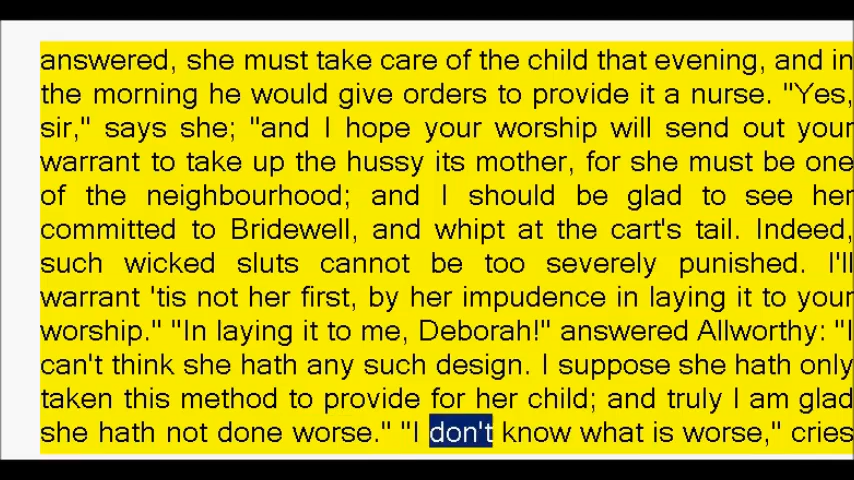 answered, she must take care of the child that evening, and in
the morning he would give orders to provide it a nurse. "Yes,
sir," says she; "and I hope your worship will send out your
warrant to take up the hussy its mother, for she must be one
of the neighbourhood; and I should be glad to see her
committed to Bridewell, and whipt at the cart's tail. Indeed,
such wicked sluts cannot be too severely punished. I'll
warrant 'tis not her first, by her impudence in laying it to your
worship." "In laying it to me, Deborah!" answered Allworthy: "I
can't think she hath any such design. I suppose she hath only
taken this method to provide for her child; and truly I am glad
she hath not done worse." "I don't know what is worse," cries